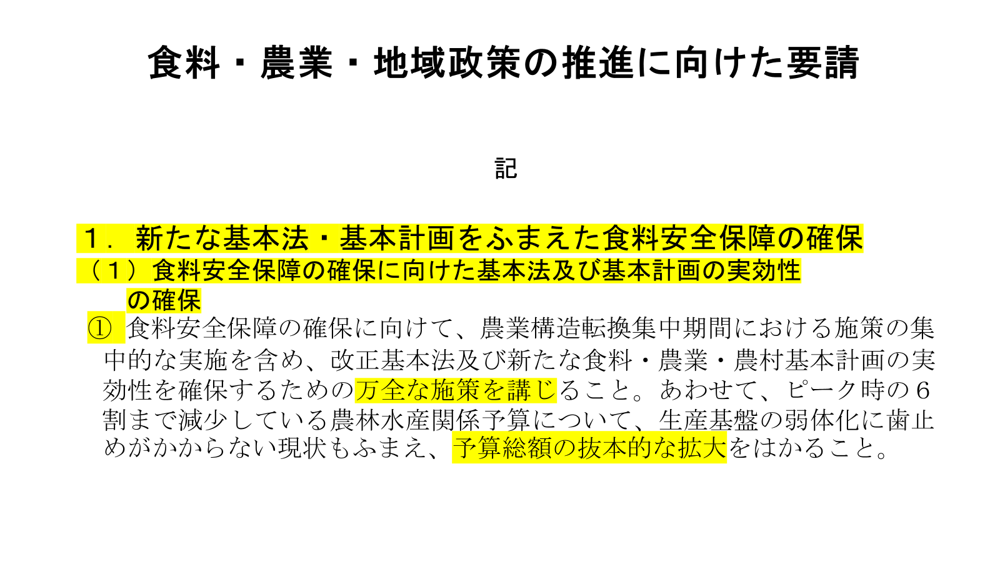 食料・農業・地域政策の推進に向けた要請
記
１．新たな基本法・基本計画をふまえた食料安全保障の確保
（１）食料安全保障の確保に向けた基本法及び基本計画の実効性
の確保
① 食料安全保障の確保に向けて、農業構造転換集中期間における施策の集
中的な実施を含め、改正基本法及び新たな食料・農業・農村基本計画の実
効性を確保するための万全な施策を講じること。あわせて、ピーク時の６
割まで減少している農林水産関係予算について、生産基盤の弱体化に歯止
めがかからない現状もふまえ、予算総額の抜本的な拡大をはかること。